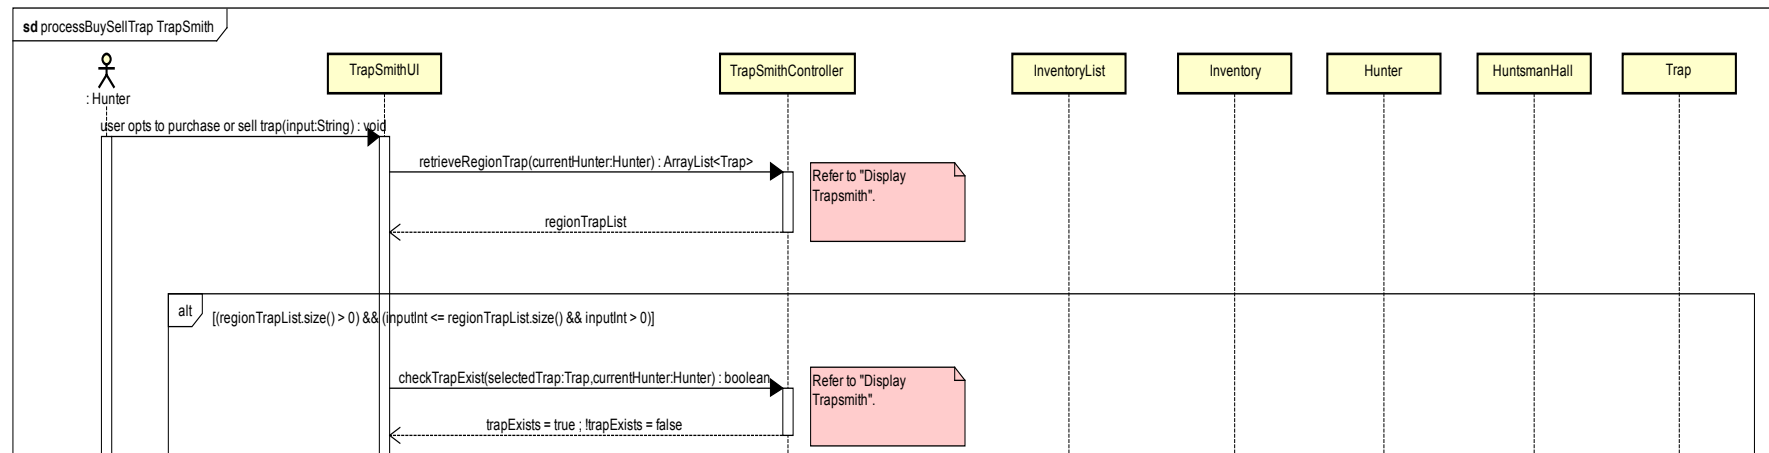 sd processBuySellTrap TrapSmith
: Hunter
TrapSmithUI
TrapSmithController
InventoryList
Inventory
Hunter
HuntsmanHall
Trap
user opts to purchase or sell trap(input:String) : void
retrieveRegionTrap(currentHunter:Hunter) : ArrayList<Trap>
Refer to "Display
Trapsmith".
regionTrapList
alt
[(regionTrapList.size() > 0) && (inputInt <= regionTrapList.size() && inputInt > 0)]
checkTrapExist(selectedTrap:Trap,currentHunter:Hunter) : boolean
Refer to "Display
Trapsmith".
trapExists = true ; !trapExists = false